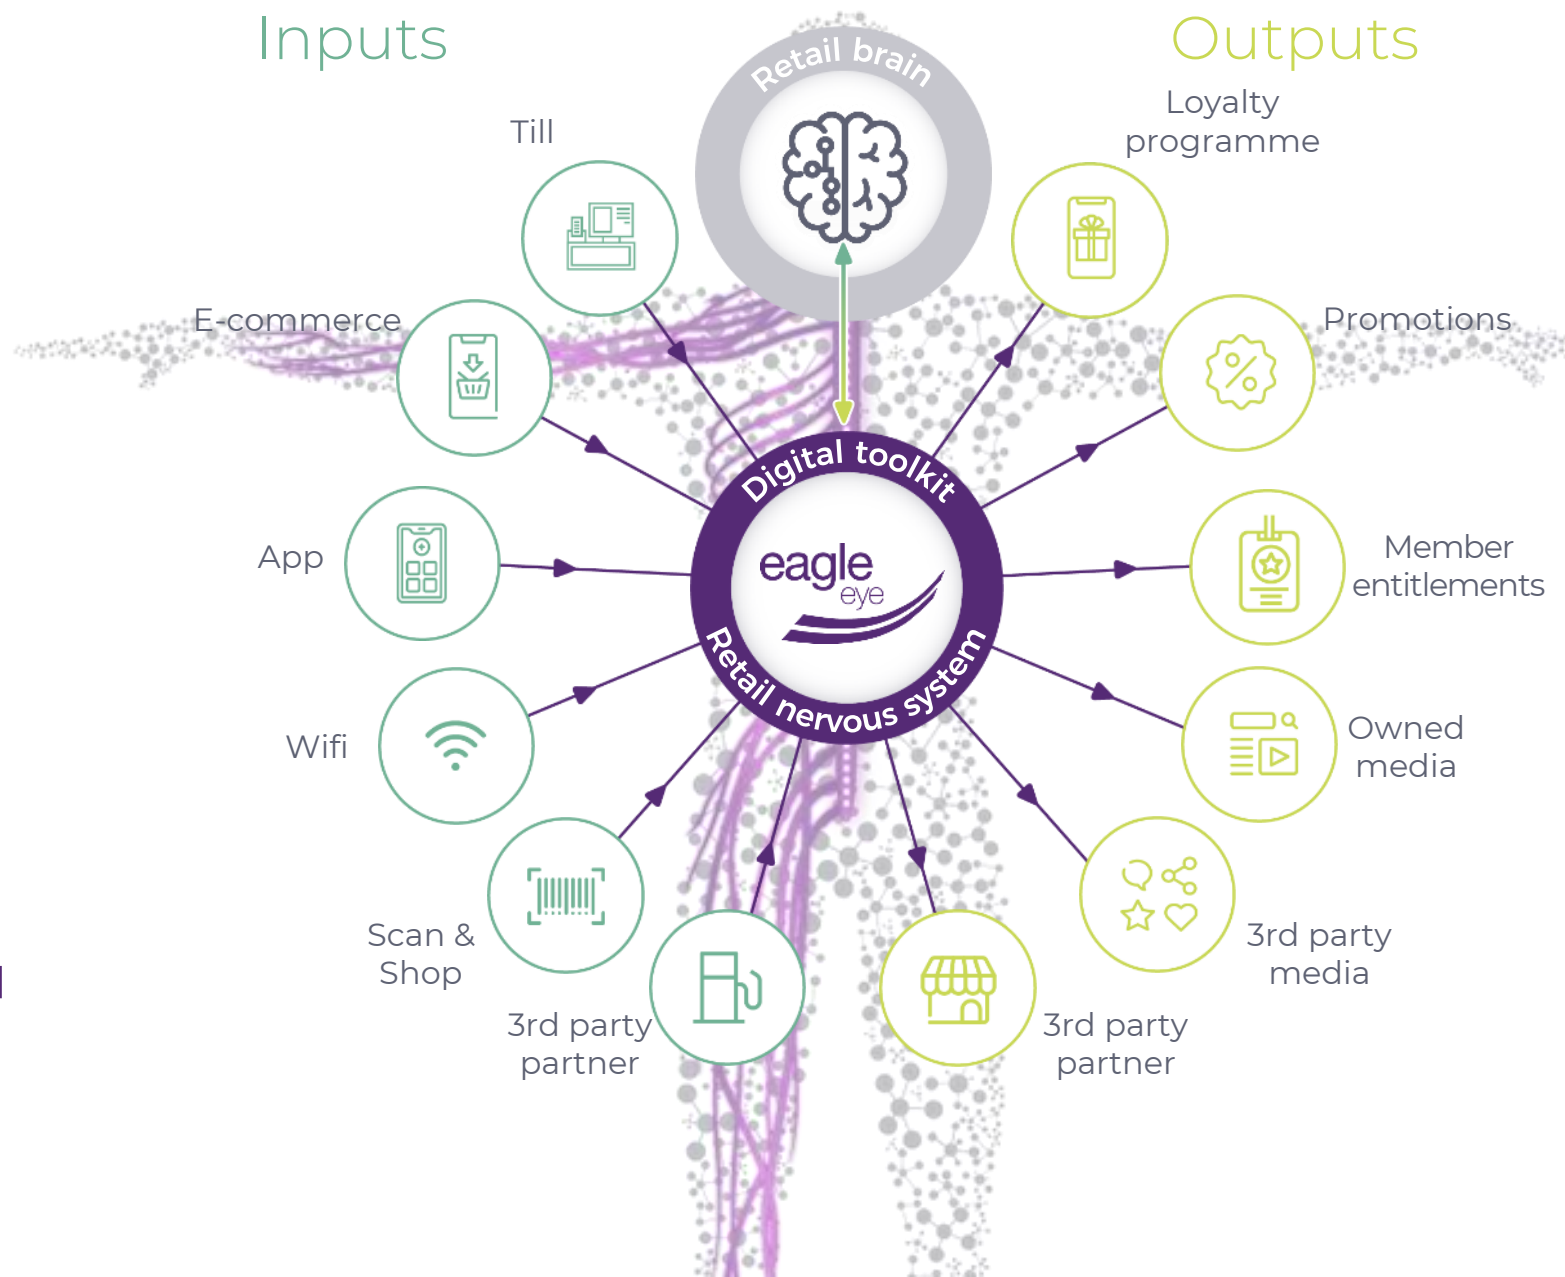 Inputs
Outputs
Retail brain
Till
E-commerce
App
Wifi
Scan &
Shop
3rd party
partner
Digital toolkit
eagle
eye
Retail nervous system
Loyalty
programme
Promotions
Member
entitlements
Owned
media
3rd party
media
3rd party
partner